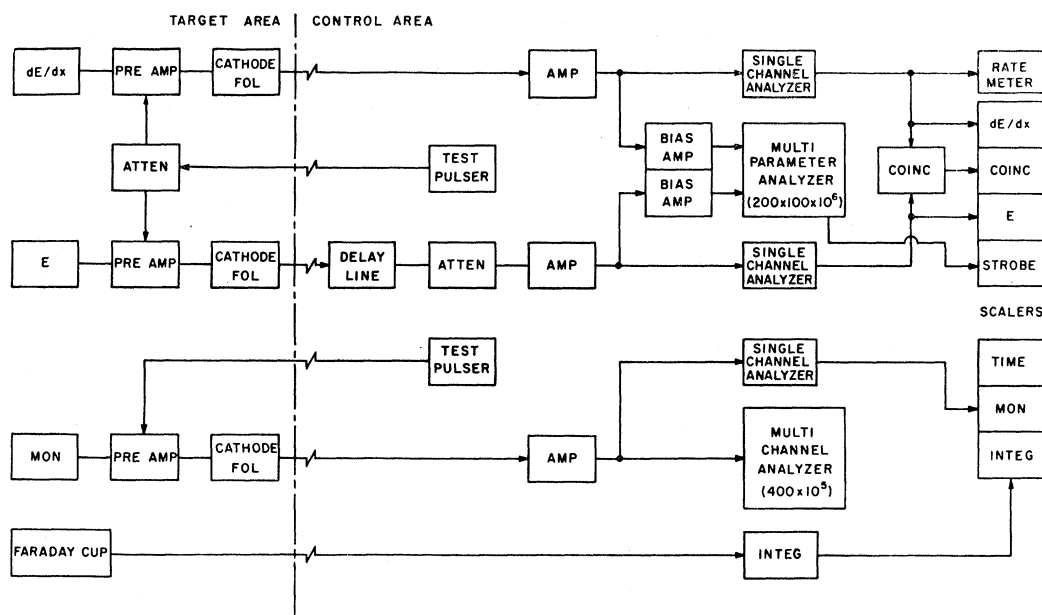 TARGET AREA
CONTROL AREA
dE/dx
PRE AMP
CATHODE
FOL
AMP
SINGLE
CHANNEL
ANALYZER
RATE
METER
ATTEN
TEST
PULSER
BIAS
AMP
BIAS
AMP
MULTI
PARAMETER
ANALYZER
(200x100x10⁶)
COINC
dE/dx
COINC
E
STROBE
E
PRE AMP
CATHODE
FOL
DELAY
LINE
ATTEN
AMP
SINGLE
CHANNEL
ANALYZER
SCALERS
TEST
PULSER
SINGLE
CHANNEL
ANALYZER
TIME
MON
INTEG
MON
PRE AMP
CATHODE
FOL
AMP
MULTI
CHANNEL
ANALYZER
(400x10⁵)
FARADAY CUP
INTEG